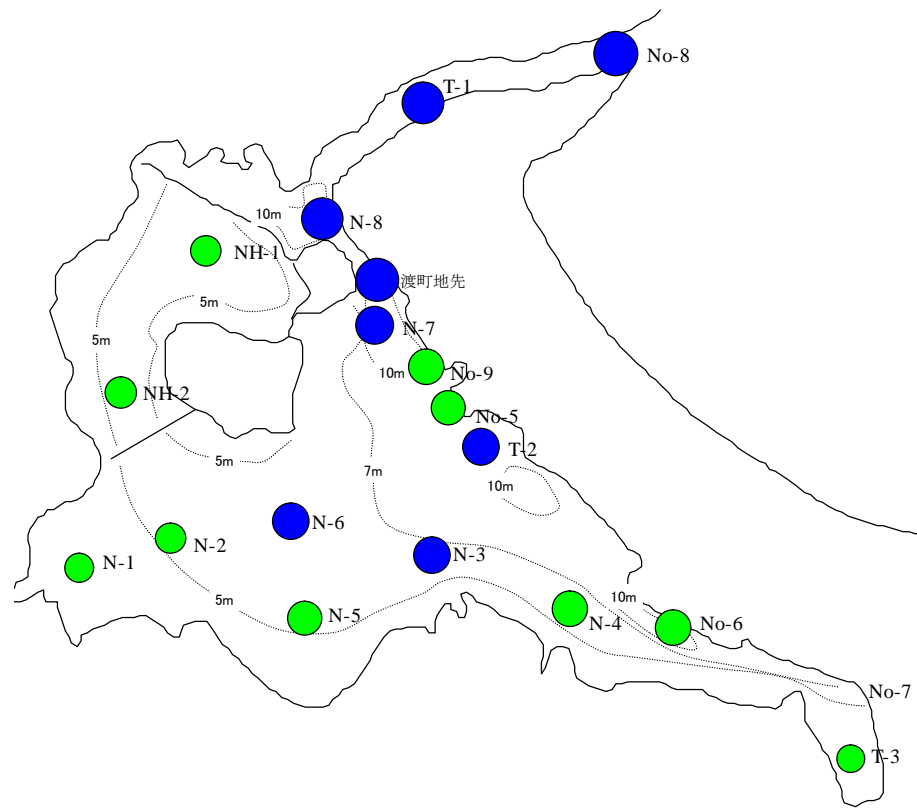 No-8
T-1
10m
N-8
NH-1
渡町地先
5m
N-7
5m
10m
No-9
NH-2
No-5
T-2
5m
7m
10m
N-6
N-2
N-3
N-1
5m
N-5
10m
N-4
No-6
No-7
T-3